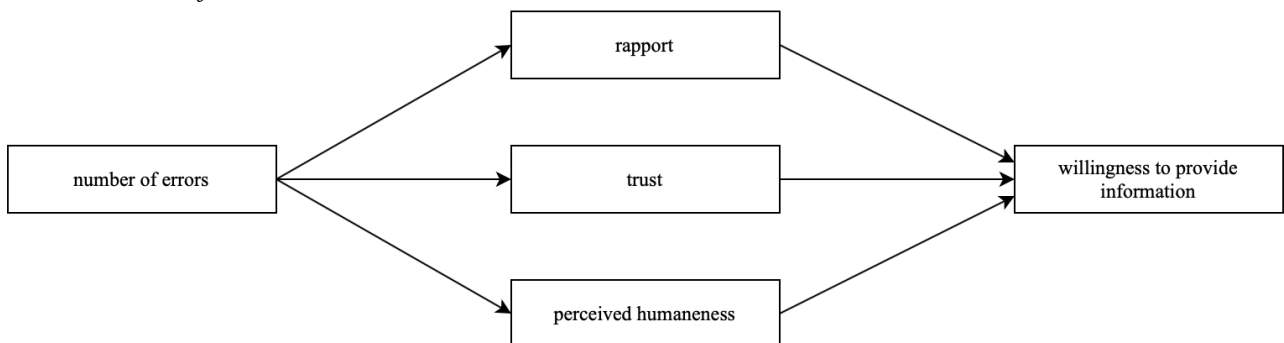 rapport
number of errors
trust
willingness to provide
information
perceived humaneness